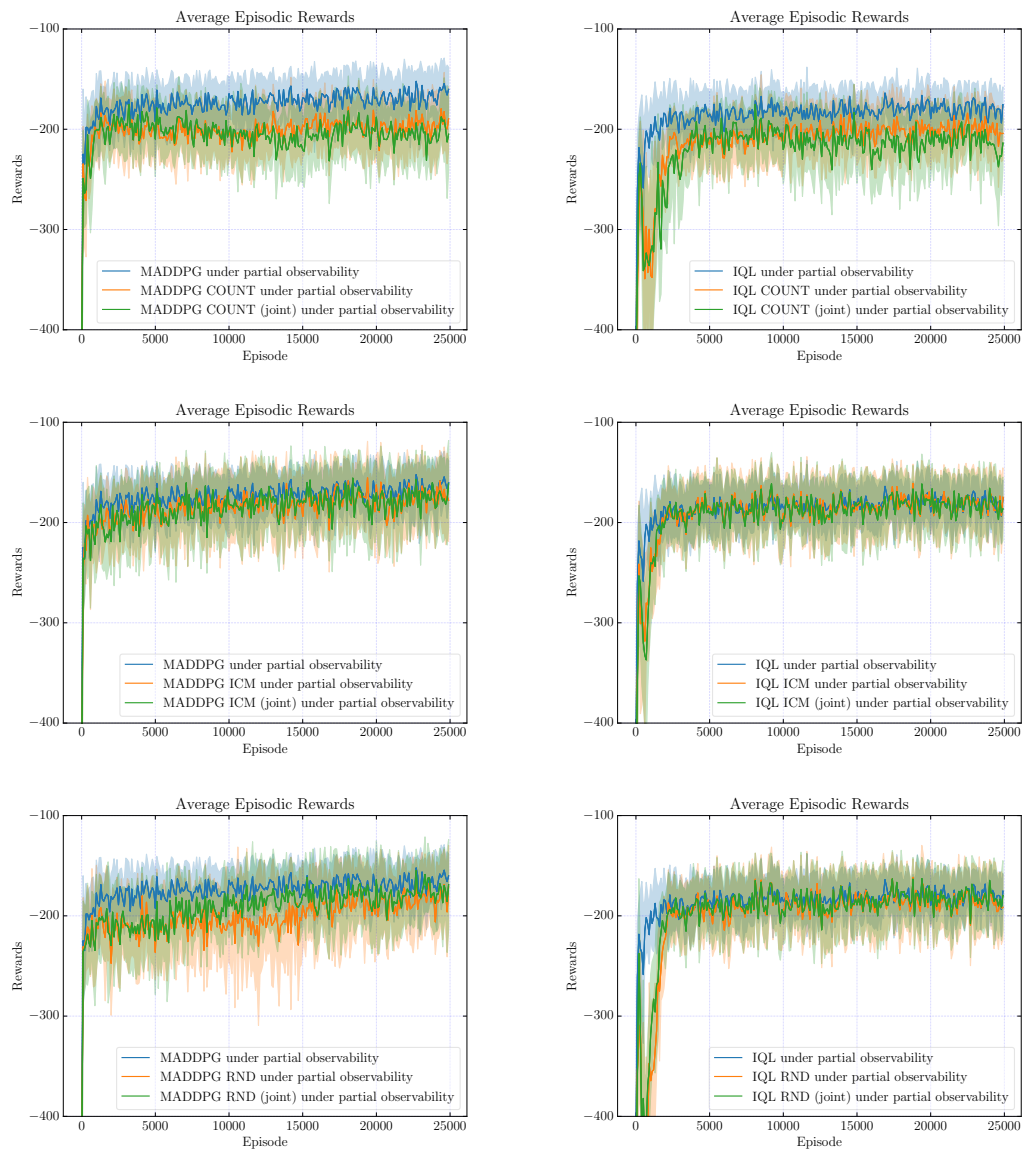 Average Episodic Rewards
−100
−200
−300
−400
Rewards
0 5000 10000 15000 20000 25000
Episode
MADDPG under partial observability
MADDPG COUNT under partial observability
MADDPG COUNT (joint) under partial observability
Average Episodic Rewards
−100
−200
−300
−400
Rewards
0 5000 10000 15000 20000 25000
Episode
IQL under partial observability
IQL COUNT under partial observability
IQL COUNT (joint) under partial observability
Average Episodic Rewards
−100
−200
−300
−400
Rewards
0 5000 10000 15000 20000 25000
Episode
MADDPG under partial observability
MADDPG ICM under partial observability
MADDPG ICM (joint) under partial observability
Average Episodic Rewards
−100
−200
−300
−400
Rewards
0 5000 10000 15000 20000 25000
Episode
IQL under partial observability
IQL ICM under partial observability
IQL ICM (joint) under partial observability
Average Episodic Rewards
−100
−200
−300
−400
Rewards
0 5000 10000 15000 20000 25000
Episode
MADDPG under partial observability
MADDPG RND under partial observability
MADDPG RND (joint) under partial observability
Average Episodic Rewards
−100
−200
−300
−400
Rewards
0 5000 10000 15000 20000 25000
Episode
IQL under partial observability
IQL RND under partial observability
IQL RND (joint) under partial observability